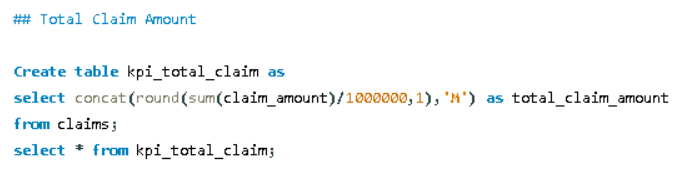 ## Total Claim Amount
Create table kpi_total_claim as
select concat(round(sum(claim_amount)/1000000,1),'M') as total_claim_amount
from claims;
select * from kpi_total_claim;